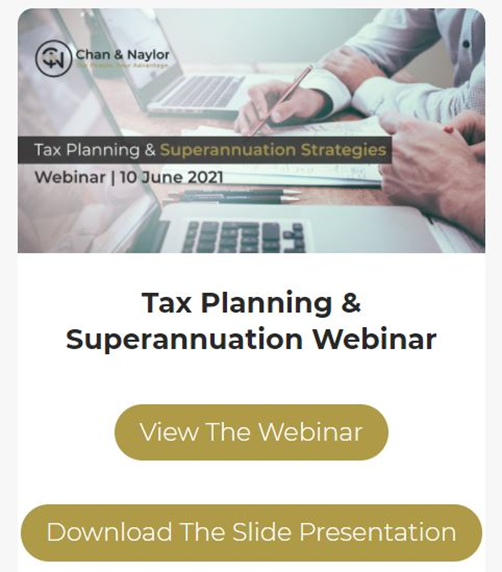 Chan & Naylor
Tax Planning & Superannuation Strategies
Webinar | 10 June 2021
Tax Planning &
Superannuation Webinar
View The Webinar
Download The Slide Presentation